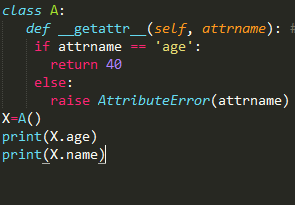 class A:
    def __getattr__(self, attrname): #
     if attrname == 'age':
       return 40
     else:
       raise AttributeError(attrname)
X=A()
print(X.age)
print(X.name)